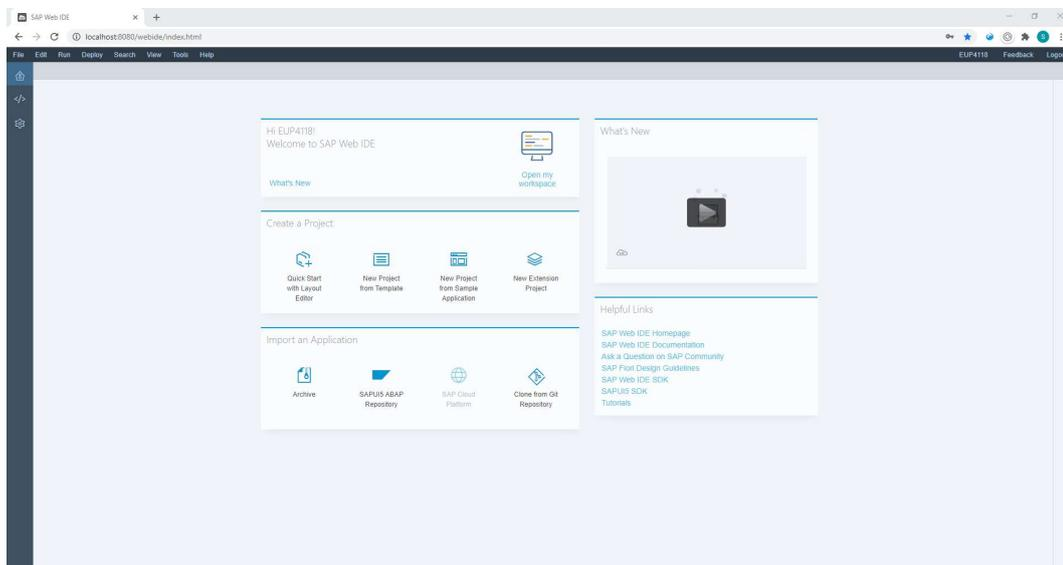 SAP Web IDE
localhost:8080/webide/index.html
S
File Edit Run Deploy Search View Tools Help
EUP4118 Feedback Logo
Hi EUP4118!
Welcome to SAP Web IDE
What's New
Open my
workspace
Create a Project
Quick Start
with Layout
Editor
New Project
from Template
New Project
from Sample
Application
New Extension
Project
Import an Application
Archive
SAPUI5 ABAP
Repository
SAP Cloud
Platform
Clone from Git
Repository
What's New
Helpful Links
SAP Web IDE Homepage
SAP Web IDE Documentation
Ask a Question on SAP Community
SAP Fiori Design Guidelines
SAP Web IDE SDK
SAPUI5 SDK
Tutorials